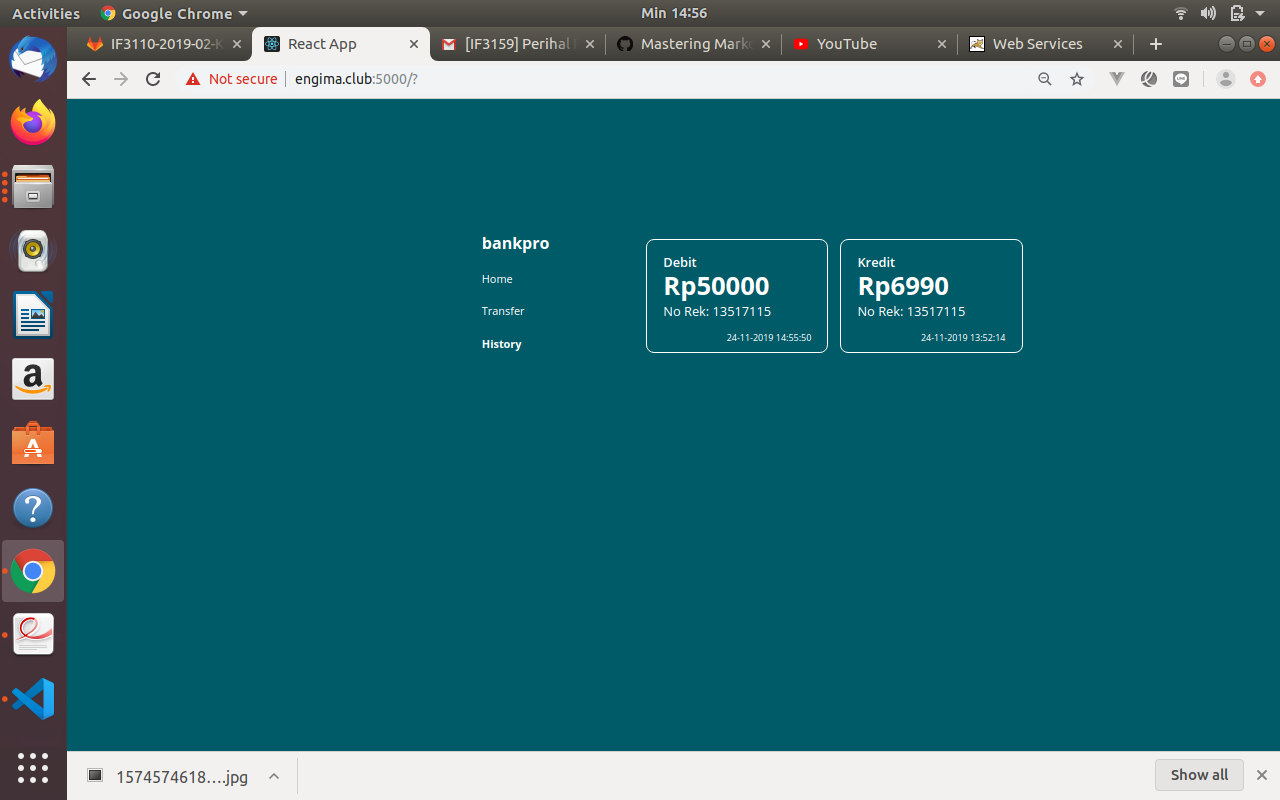 Activities
Google Chrome
Min 14:56
IF3110-2019-02-K
React App
[IF3159] Perihal
Mastering Mark
YouTube
Web Services
Not secure
engima.club:5000/?
bankpro
Home
Transfer
History
Debit
Rp50000
No Rek: 13517115
24-11-2019 14:55:50
Kredit
Rp6990
No Rek: 13517115
24-11-2019 13:52:14
1574574618....jpg
Show all